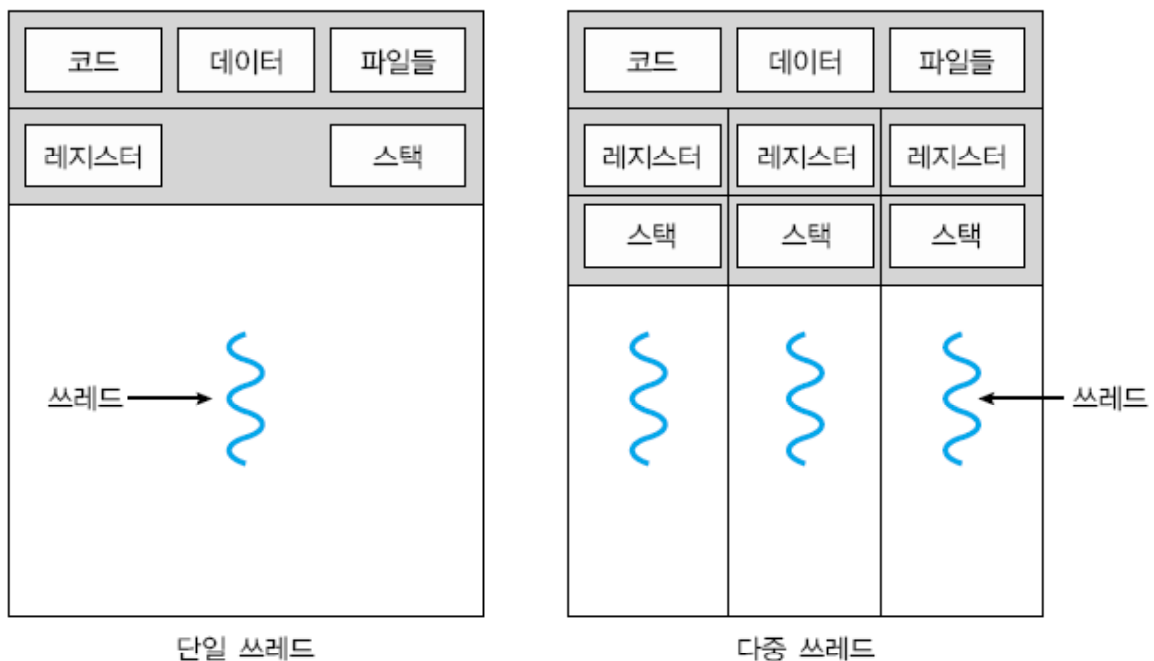 코드 데이터 파일들
레지스터 스택
쓰레드
단일 쓰레드
코드 데이터 파일들
레지스터 레지스터 레지스터
스택 스택 스택
쓰레드
다중 쓰레드